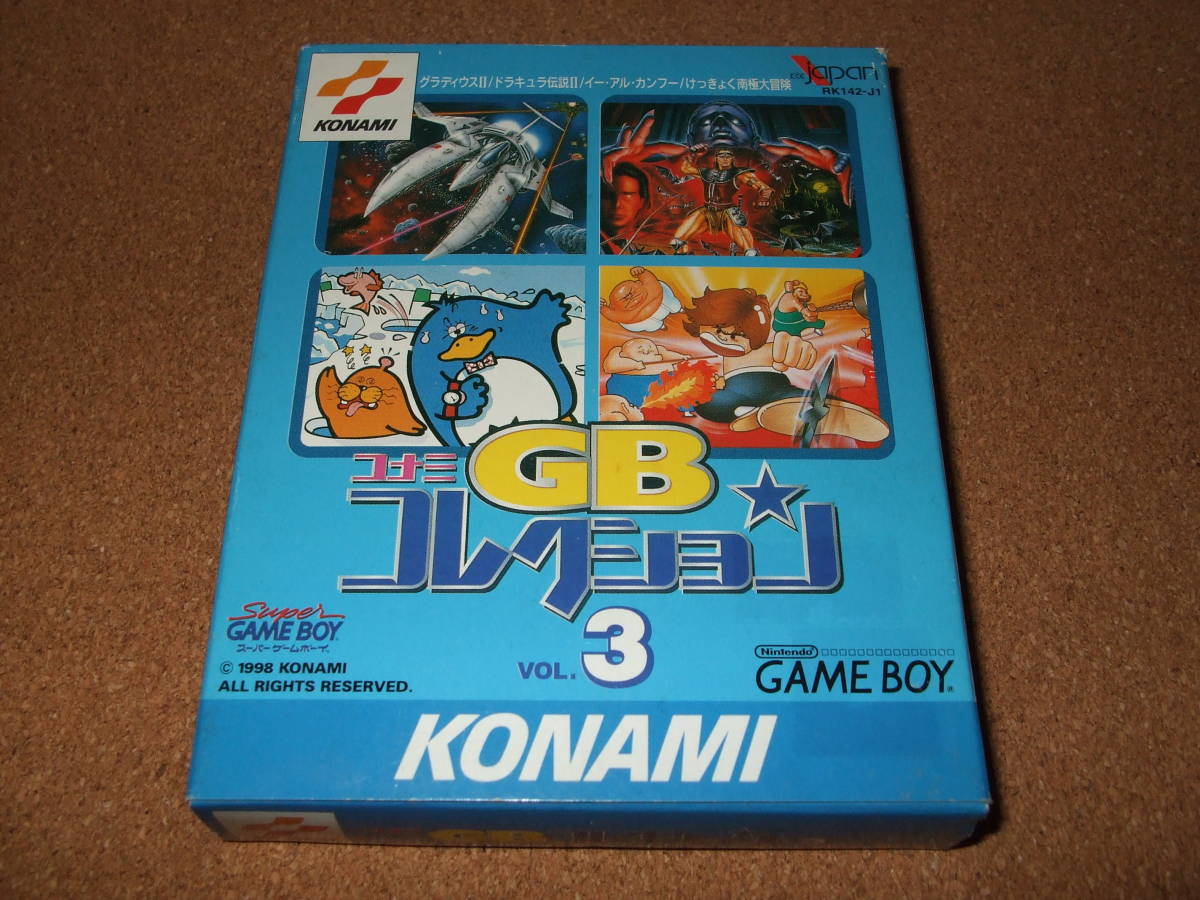 KONAMI
グラディウスII/ドラキュラ伝説II/イー・アル・カンフー/けっきょく南極大冒険
japan
RK142-J1
コナミ GB
コレクション
VOL. 3
Super
GAME BOY
スーパーゲームボーイ
© 1998 KONAMI
ALL RIGHTS RESERVED.
Nintendo
GAME BOY
KONAMI